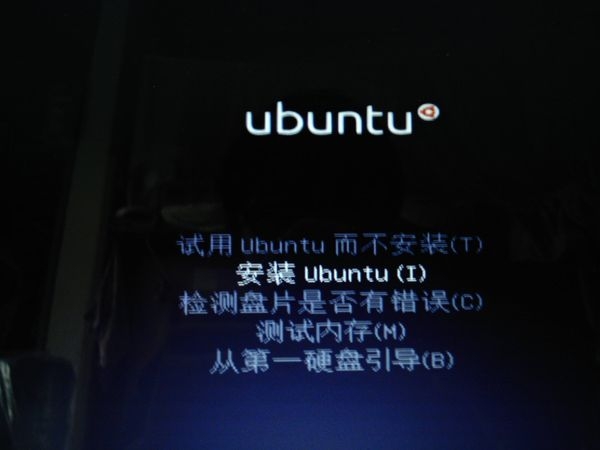 ubuntu
试用 Ubuntu 而不安装(T)
安装 Ubuntu (I)
检测盘片是否有错误(C)
测试内存(M)
从第一硬盘引导(B)